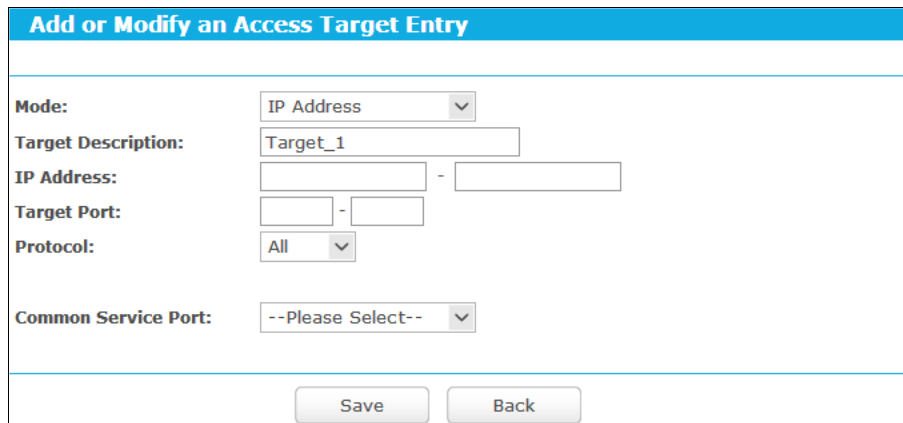 Add or Modify an Access Target Entry
Mode: IP Address
Target Description: Target_1
IP Address: -
Target Port: -
Protocol: All
Common Service Port: --Please Select--
Save Back